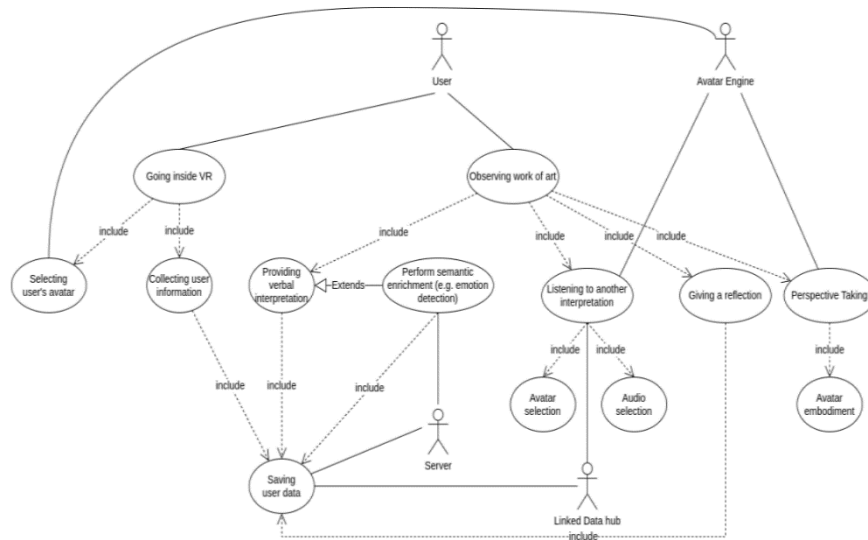 User
Avatar Engine
Going inside VR
Observing work of art
include
include
include
include
include
include
Selecting
user's avatar
Collecting user
information
Providing
verbal
interpretation
Extends
Perform semantic
enrichment (e.g. emotion
detection)
Listening to another
interpretation
Giving a reflection
Perspective Taking
include
include
include
include
include
include
Avatar
selection
Audio
selection
Avatar
embodiment
Server
Saving
user data
Linked Data hub
include